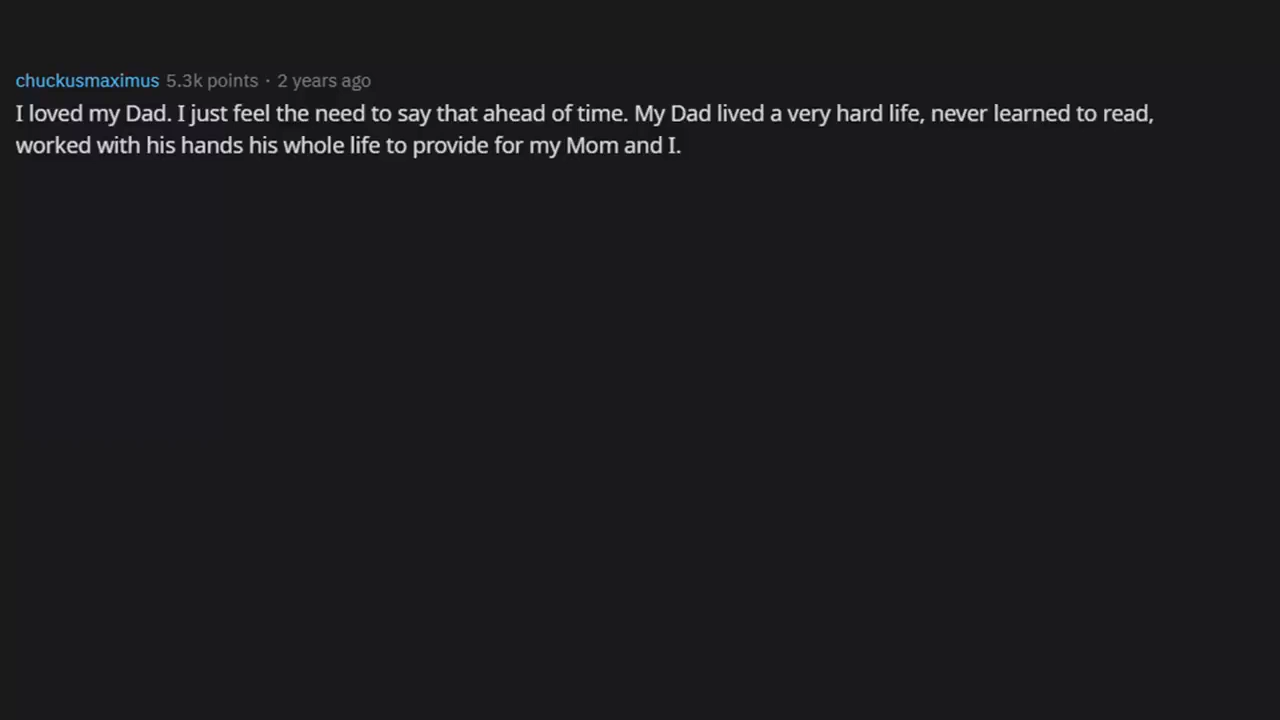 chuckusmaximus 5.3k points · 2 years ago
I loved my Dad. I just feel the need to say that ahead of time. My Dad lived a very hard life, never learned to read,
worked with his hands his whole life to provide for my Mom and I.